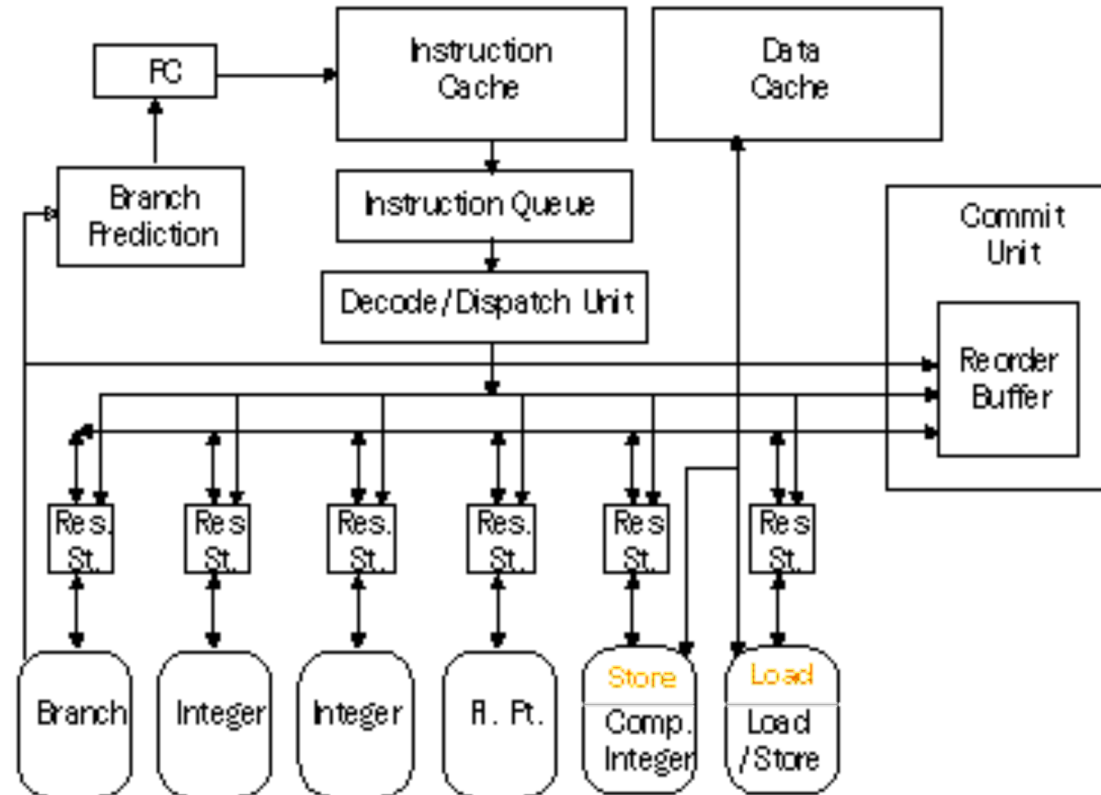 PC
Instruction
Cache
Data
Cache
Branch
Prediction
Instruction Queue
Commit
Unit
Decode/Dispatch Unit
Reorder
Buffer
Res.
St.
Res
St.
Res.
St.
Res.
St.
Res
St.
Res
St.
Branch
Integer
Integer
Fl. Pt.
Store
Comp.
Integer
Load
Load
/Store